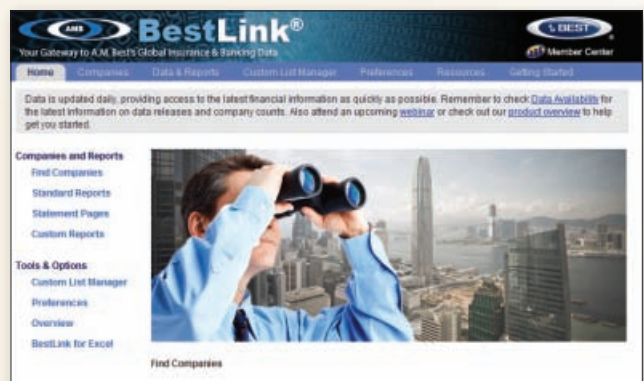 AMB BestLink®
BEST
Your Gateway to A.M. Best's Global Insurance & Banking Data
Member Center
Home Companies Data & Reports Custom List Manager Preferences Resources Getting Started
Data is updated daily, providing access to the latest financial information as quickly as possible. Remember to check Data Availability for
the latest information on data releases and company counts. Also attend an upcoming webinar or check out our product overview to help
get you started.
Companies and Reports
Find Companies
Standard Reports
Statement Pages
Custom Reports
Tools & Options
Custom List Manager
Preferences
Overview
BestLink for Excel
Find Companies